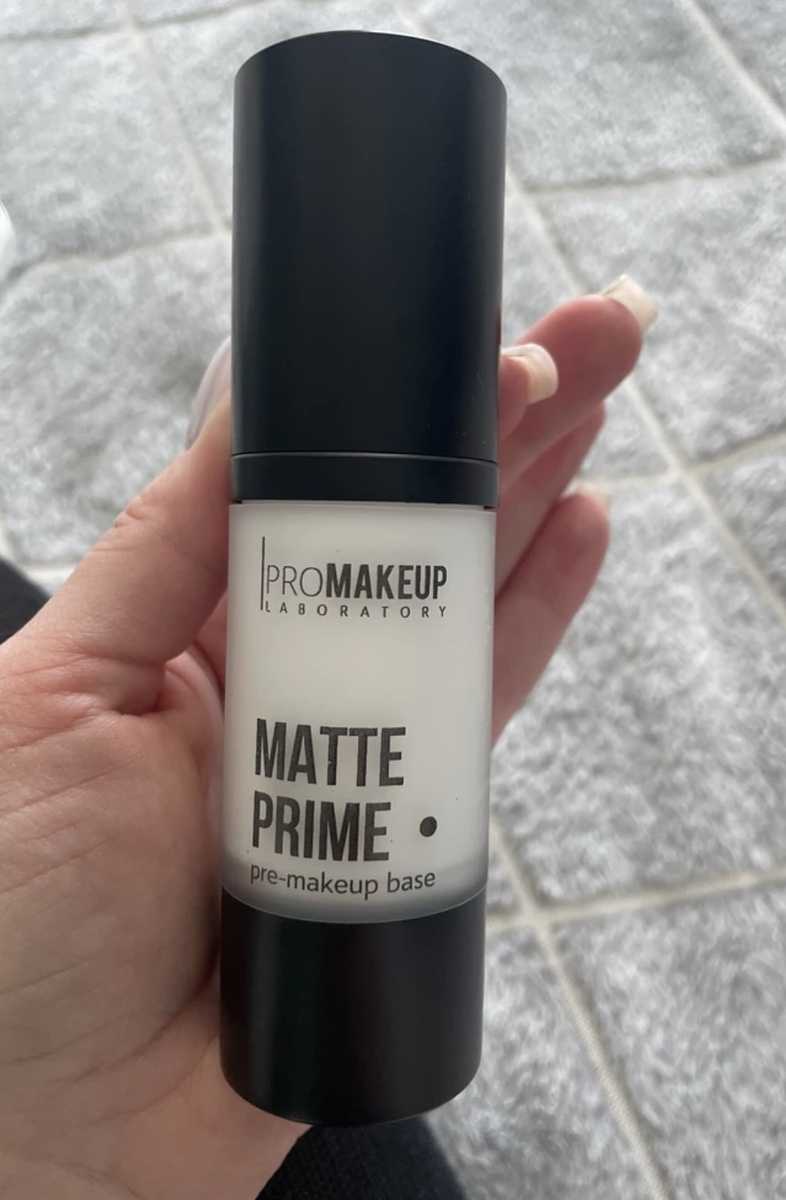 PROMAKEUP
LABORATORY
MATTE
PRIME •
pre-makeup base